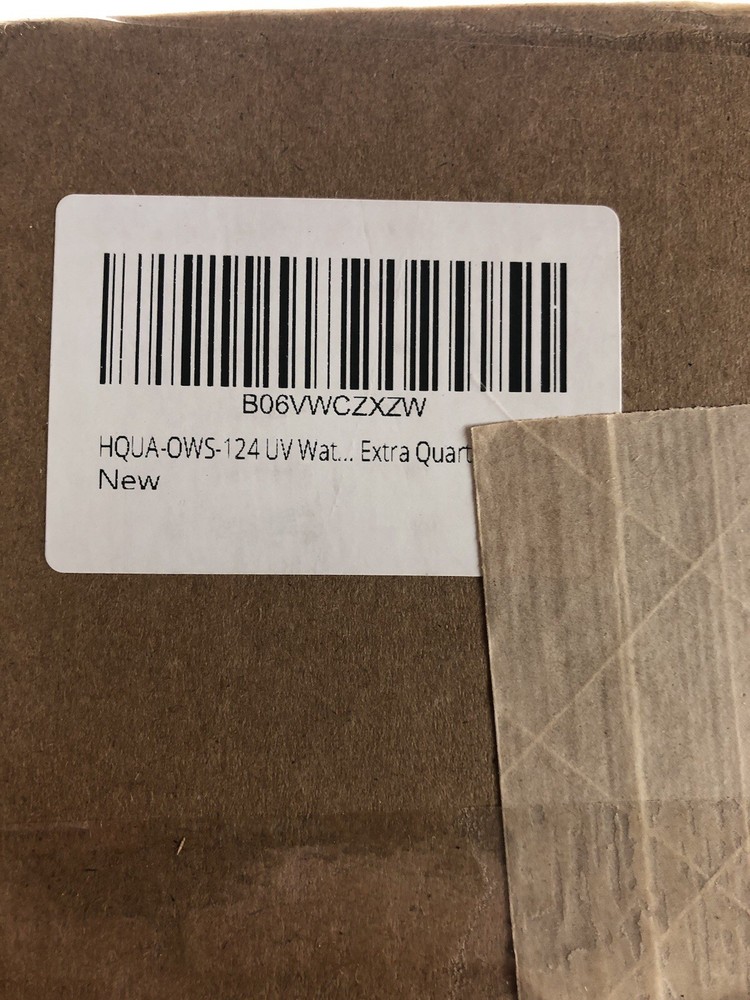 B06VWCZXZW
HQUA-OWS-124 UV Wat... Extra Quart
New